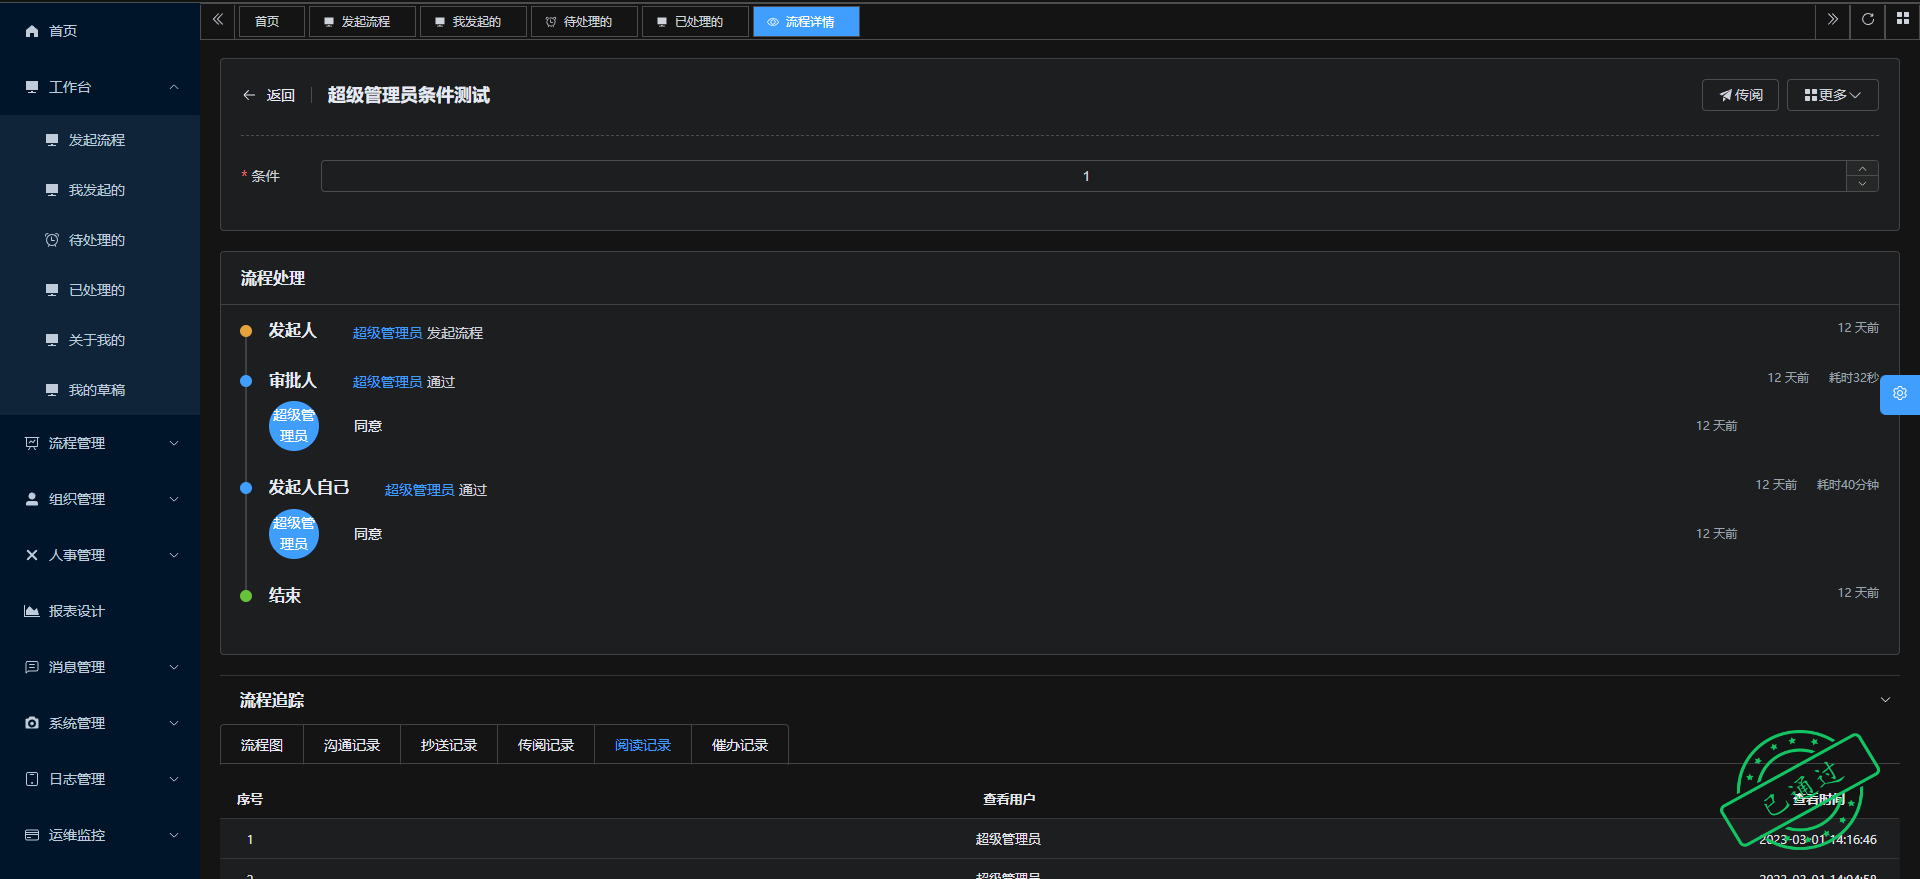 首页
工作台
发起流程
我发起的
待处理的
已处理的
关于我的
我的草稿
流程管理
组织管理
人事管理
报表设计
消息管理
系统管理
日志管理
运维监控
首页 发起流程 我发起的 待处理的 已处理的 流程详情
返回 超级管理员条件测试 传阅 更多
* 条件 1
流程处理
发起人 超级管理员 发起流程 12 天前
审批人 超级管理员 通过 12 天前 耗时32秒
超级管
理员
同意 12 天前
发起人自己 超级管理员 通过 12 天前 耗时40分钟
超级管
理员
同意 12 天前
结束 12 天前
流程追踪
流程图 沟通记录 抄送记录 传阅记录 阅读记录 催办记录
序号 查看用户 查看时间
已通过
1 超级管理员 2023-03-01 14:16:46
2 超级管理员 2023-03-01 14:04:58